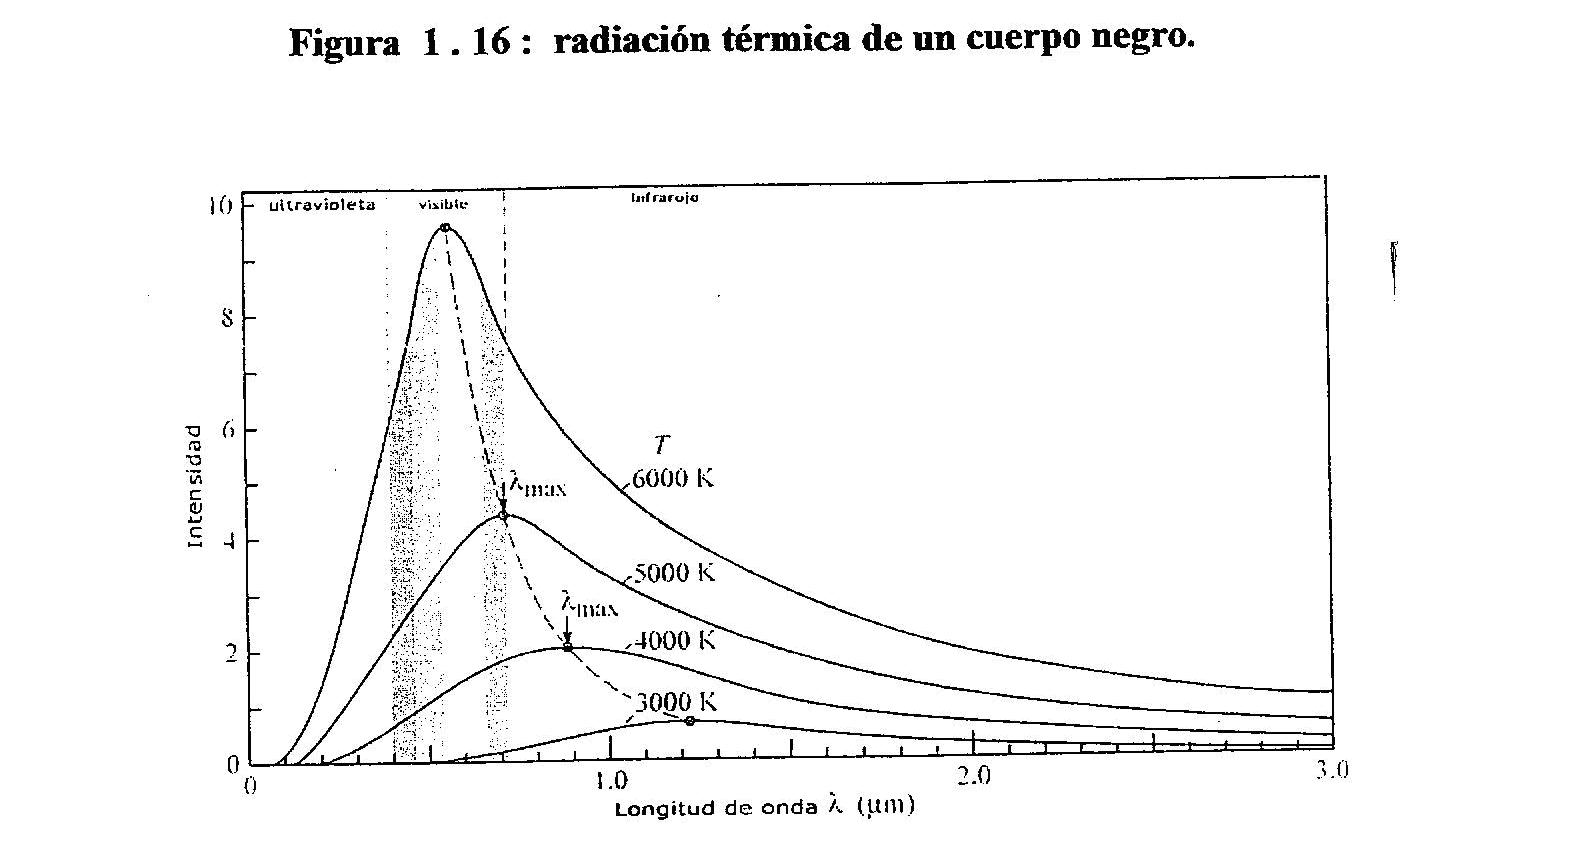 Figura 1 . 16 : radiación térmica de un cuerpo negro.
10
ultravioleta visible Infrarojo
8
6
T
6000 K
λmax
Intensidad
4
5000 K
λmax
4000 K
2
3000 K
0
0 1.0 2.0 3.0
Longitud de onda λ (μm)